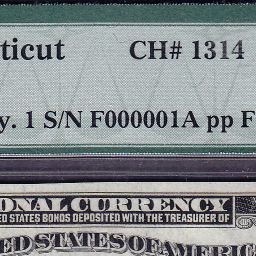 ticut CH# 1314
y. 1 S/N F000001A pp F
ONAL CURRENCY
ED STATES BONDS DEPOSITED WITH THE TREASURER OF
ED STATES OF AMERIC